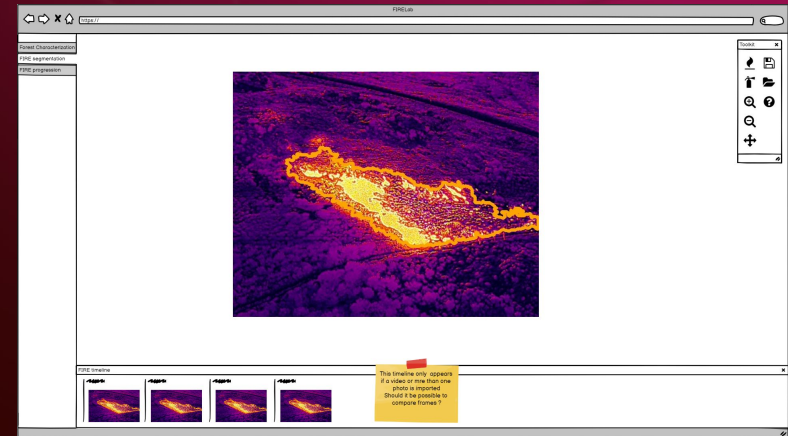 FIRELab
https://
Forest Characterization
FIRE segmentation
FIRE progression
Toolkit
FIRE timeline
This timeline only appears
if a video or mre than one
photo is imported
Should it be possible to
compare frames ?